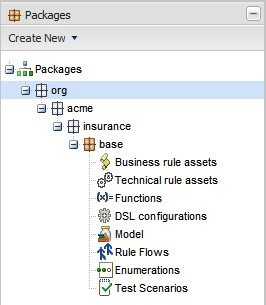 Packages
Create New
Packages
org
acme
insurance
base
Business rule assets
Technical rule assets
(x)= Functions
DSL configurations
Model
Rule Flows
Enumerations
Test Scenarios